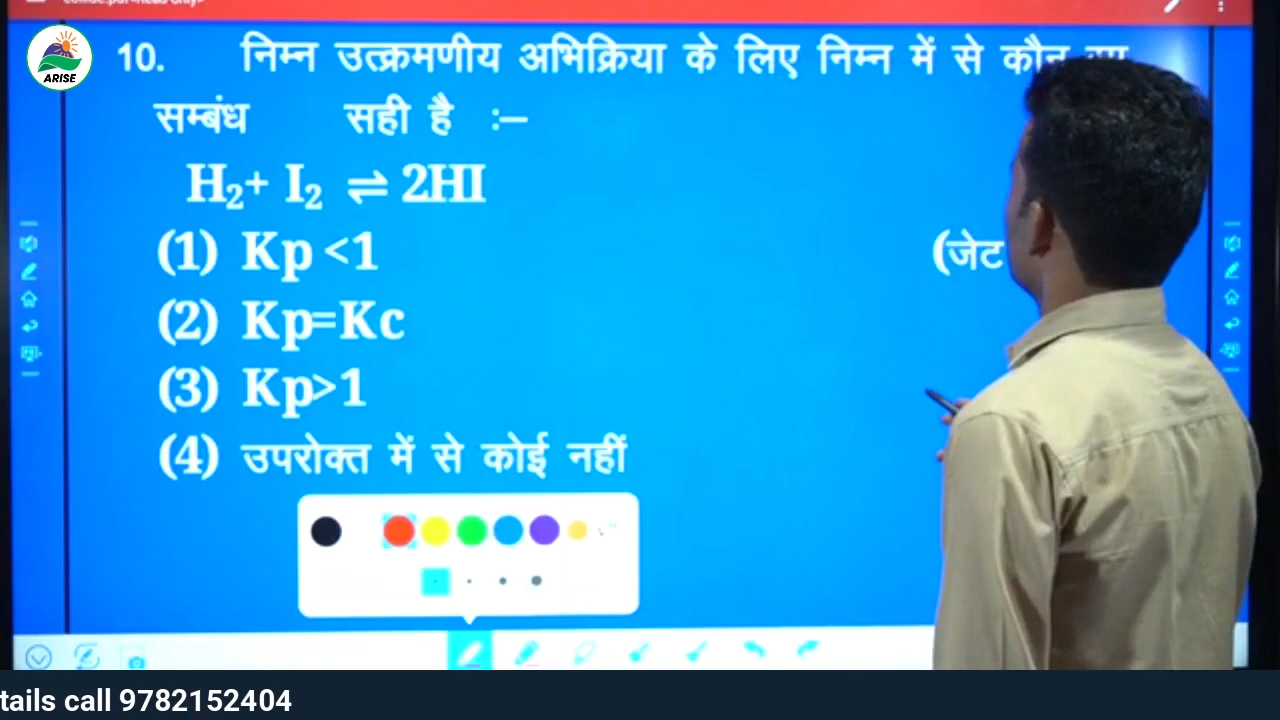 ARISE
10. निम्न उत्क्रमणीय अभिक्रिया के लिए निम्न में से कौन
सम्बंध सही है :–
H₂+ I₂ ⇌ 2HI
(1) Kp <1
(जेट
(2) Kp=Kc
(3) Kp>1
(4) उपरोक्त में से कोई नहीं
tails call 9782152404